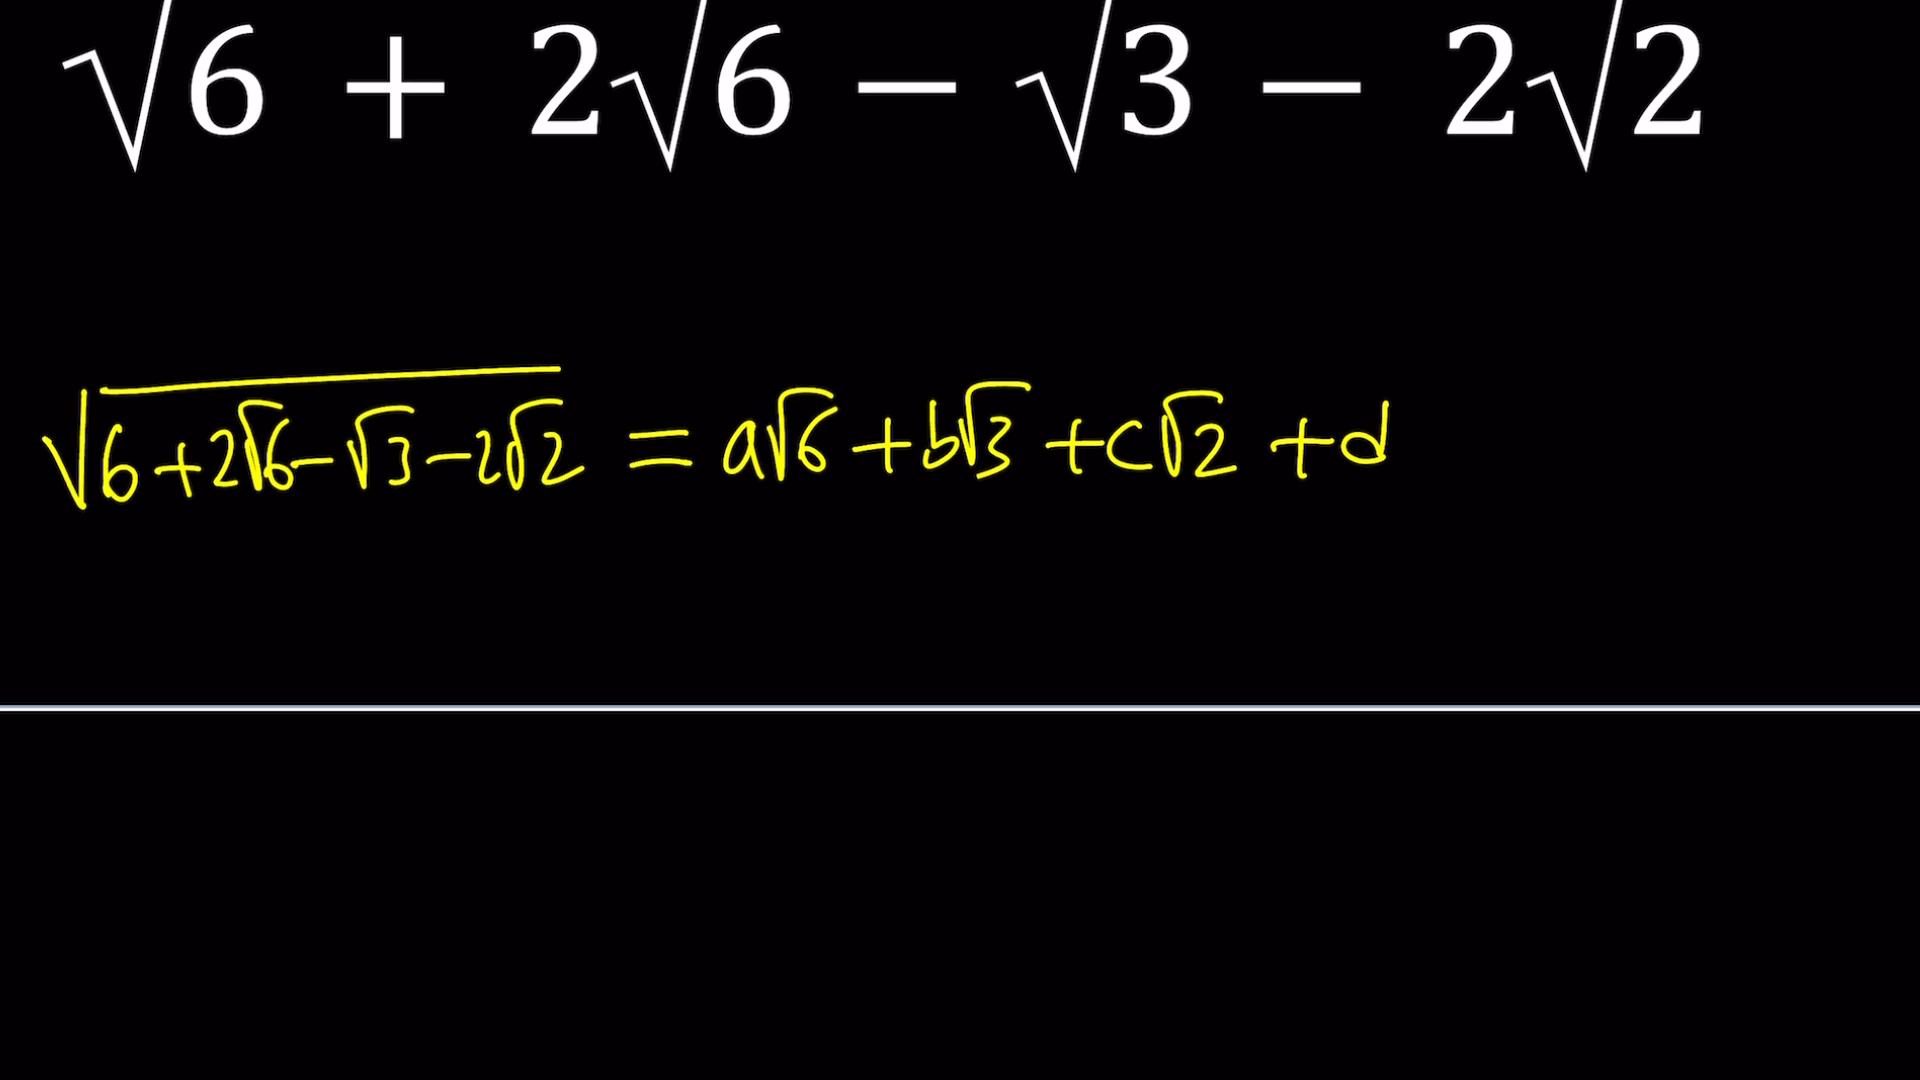 √6 + 2√6 − √3 − 2√2
√(6+2√6−√3−2√2) = a√6+b√3+c√2+d